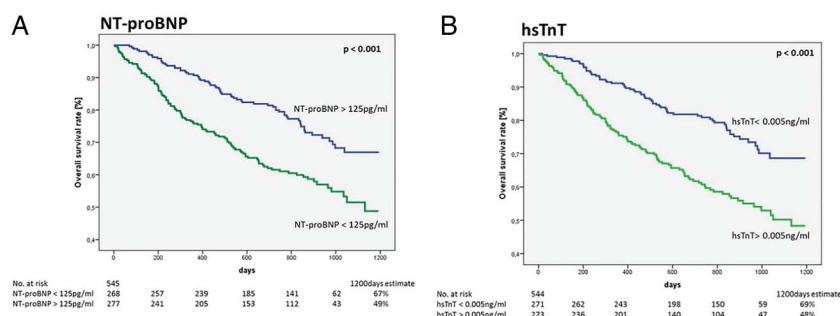 A
NT-proBNP
p < 0.001
1,0
0,9
0,8
0,7
0,6
0,5
0,4
Overall survival rate [%]
NT-proBNP > 125pg/ml
NT-proBNP < 125pg/ml
0 200 400 600 800 1000 1200
days
No. at risk 545 1200days estimate
NT-proBNP < 125pg/ml 268 257 239 185 141 62 67%
NT-proBNP > 125pg/ml 277 241 205 153 112 43 49%
B
hsTnT
p < 0.001
1,0
0,9
0,8
0,7
0,6
0,5
0,4
Overall survival rate [%]
hsTnT< 0.005ng/ml
hsTnT> 0.005ng/ml
0 200 400 600 800 1000 1200
days
No. at risk 544 1200days estimate
hsTnT < 0.005ng/ml 271 262 243 198 150 59 69%
hsTnT > 0.005ng/ml 273 236 201 140 104 47 48%